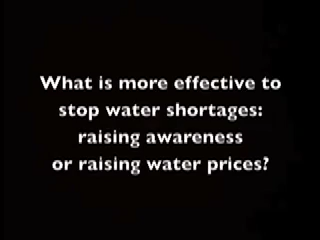 What is more effective to
stop water shortages:
raising awareness
or raising water prices?